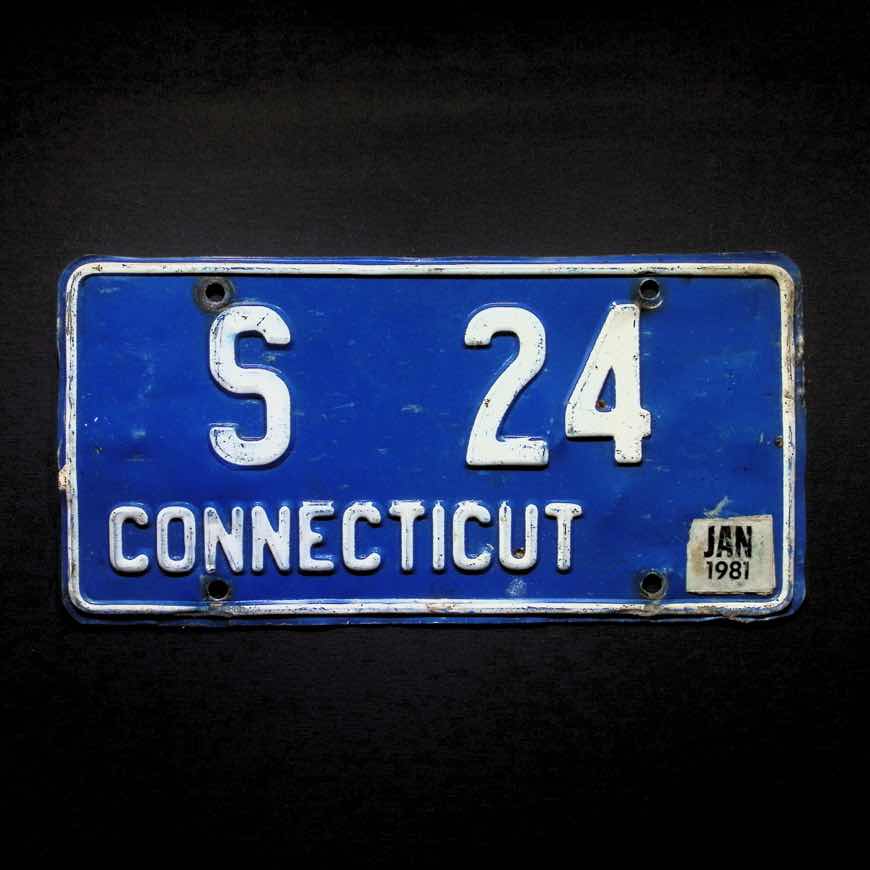 S 24
CONNECTICUT
JAN
1981